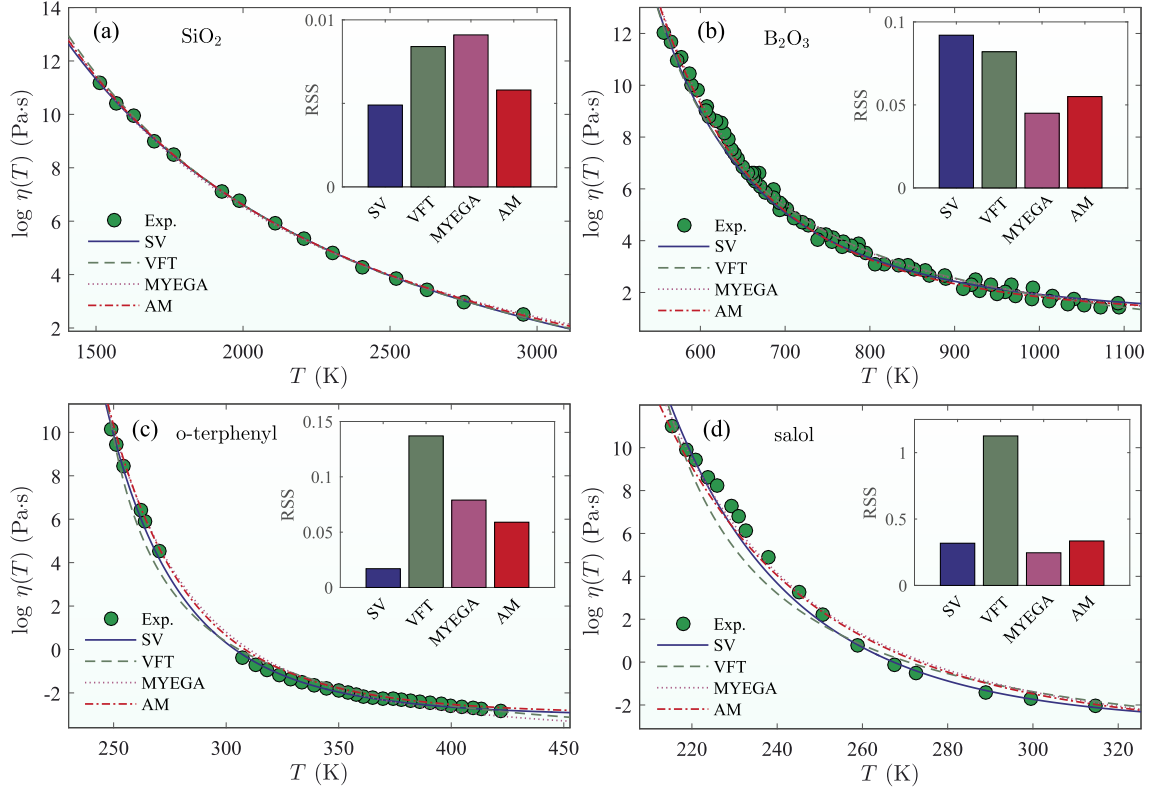 (a)
SiO2
log η(T) (Pa·s)
14
12
10
8
6
4
2
1500
2000
2500
3000
T (K)
Exp.
SV
VFT
MYEGA
AM
RSS
0.01
0.005
0
SV
VFT
MYEGA
AM
(b)
B2O3
log η(T) (Pa·s)
12
10
8
6
4
2
600
700
800
900
1000
1100
T (K)
Exp.
SV
VFT
MYEGA
AM
RSS
0.1
0.05
0
SV
VFT
MYEGA
AM
(c)
o-terphenyl
log η(T) (Pa·s)
10
8
6
4
2
0
-2
250
300
350
400
450
T (K)
Exp.
SV
VFT
MYEGA
AM
RSS
0.15
0.1
0.05
0
SV
VFT
MYEGA
AM
(d)
salol
log η(T) (Pa·s)
10
8
6
4
2
0
-2
220
240
260
280
300
320
T (K)
Exp.
SV
VFT
MYEGA
AM
RSS
1
0.5
0
SV
VFT
MYEGA
AM